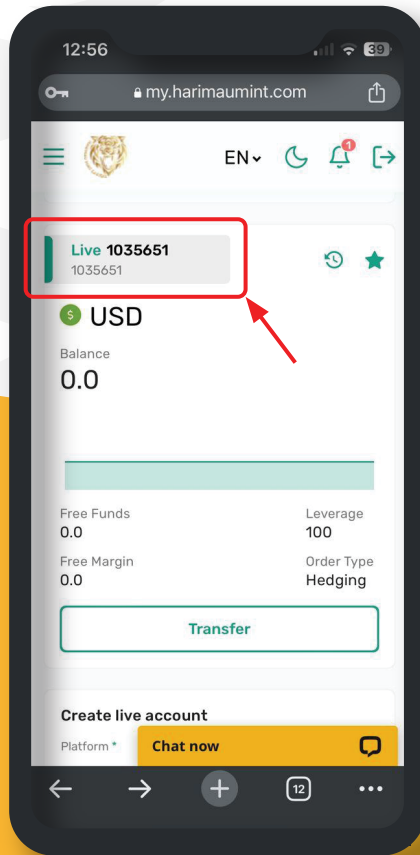 12:56
39
my.harimaumint.com
EN
1
Live 1035651
1035651
$ USD
Balance
0.0
Free Funds
0.0
Leverage
100
Free Margin
0.0
Order Type
Hedging
Transfer
Create live account
Platform *
Chat now
12